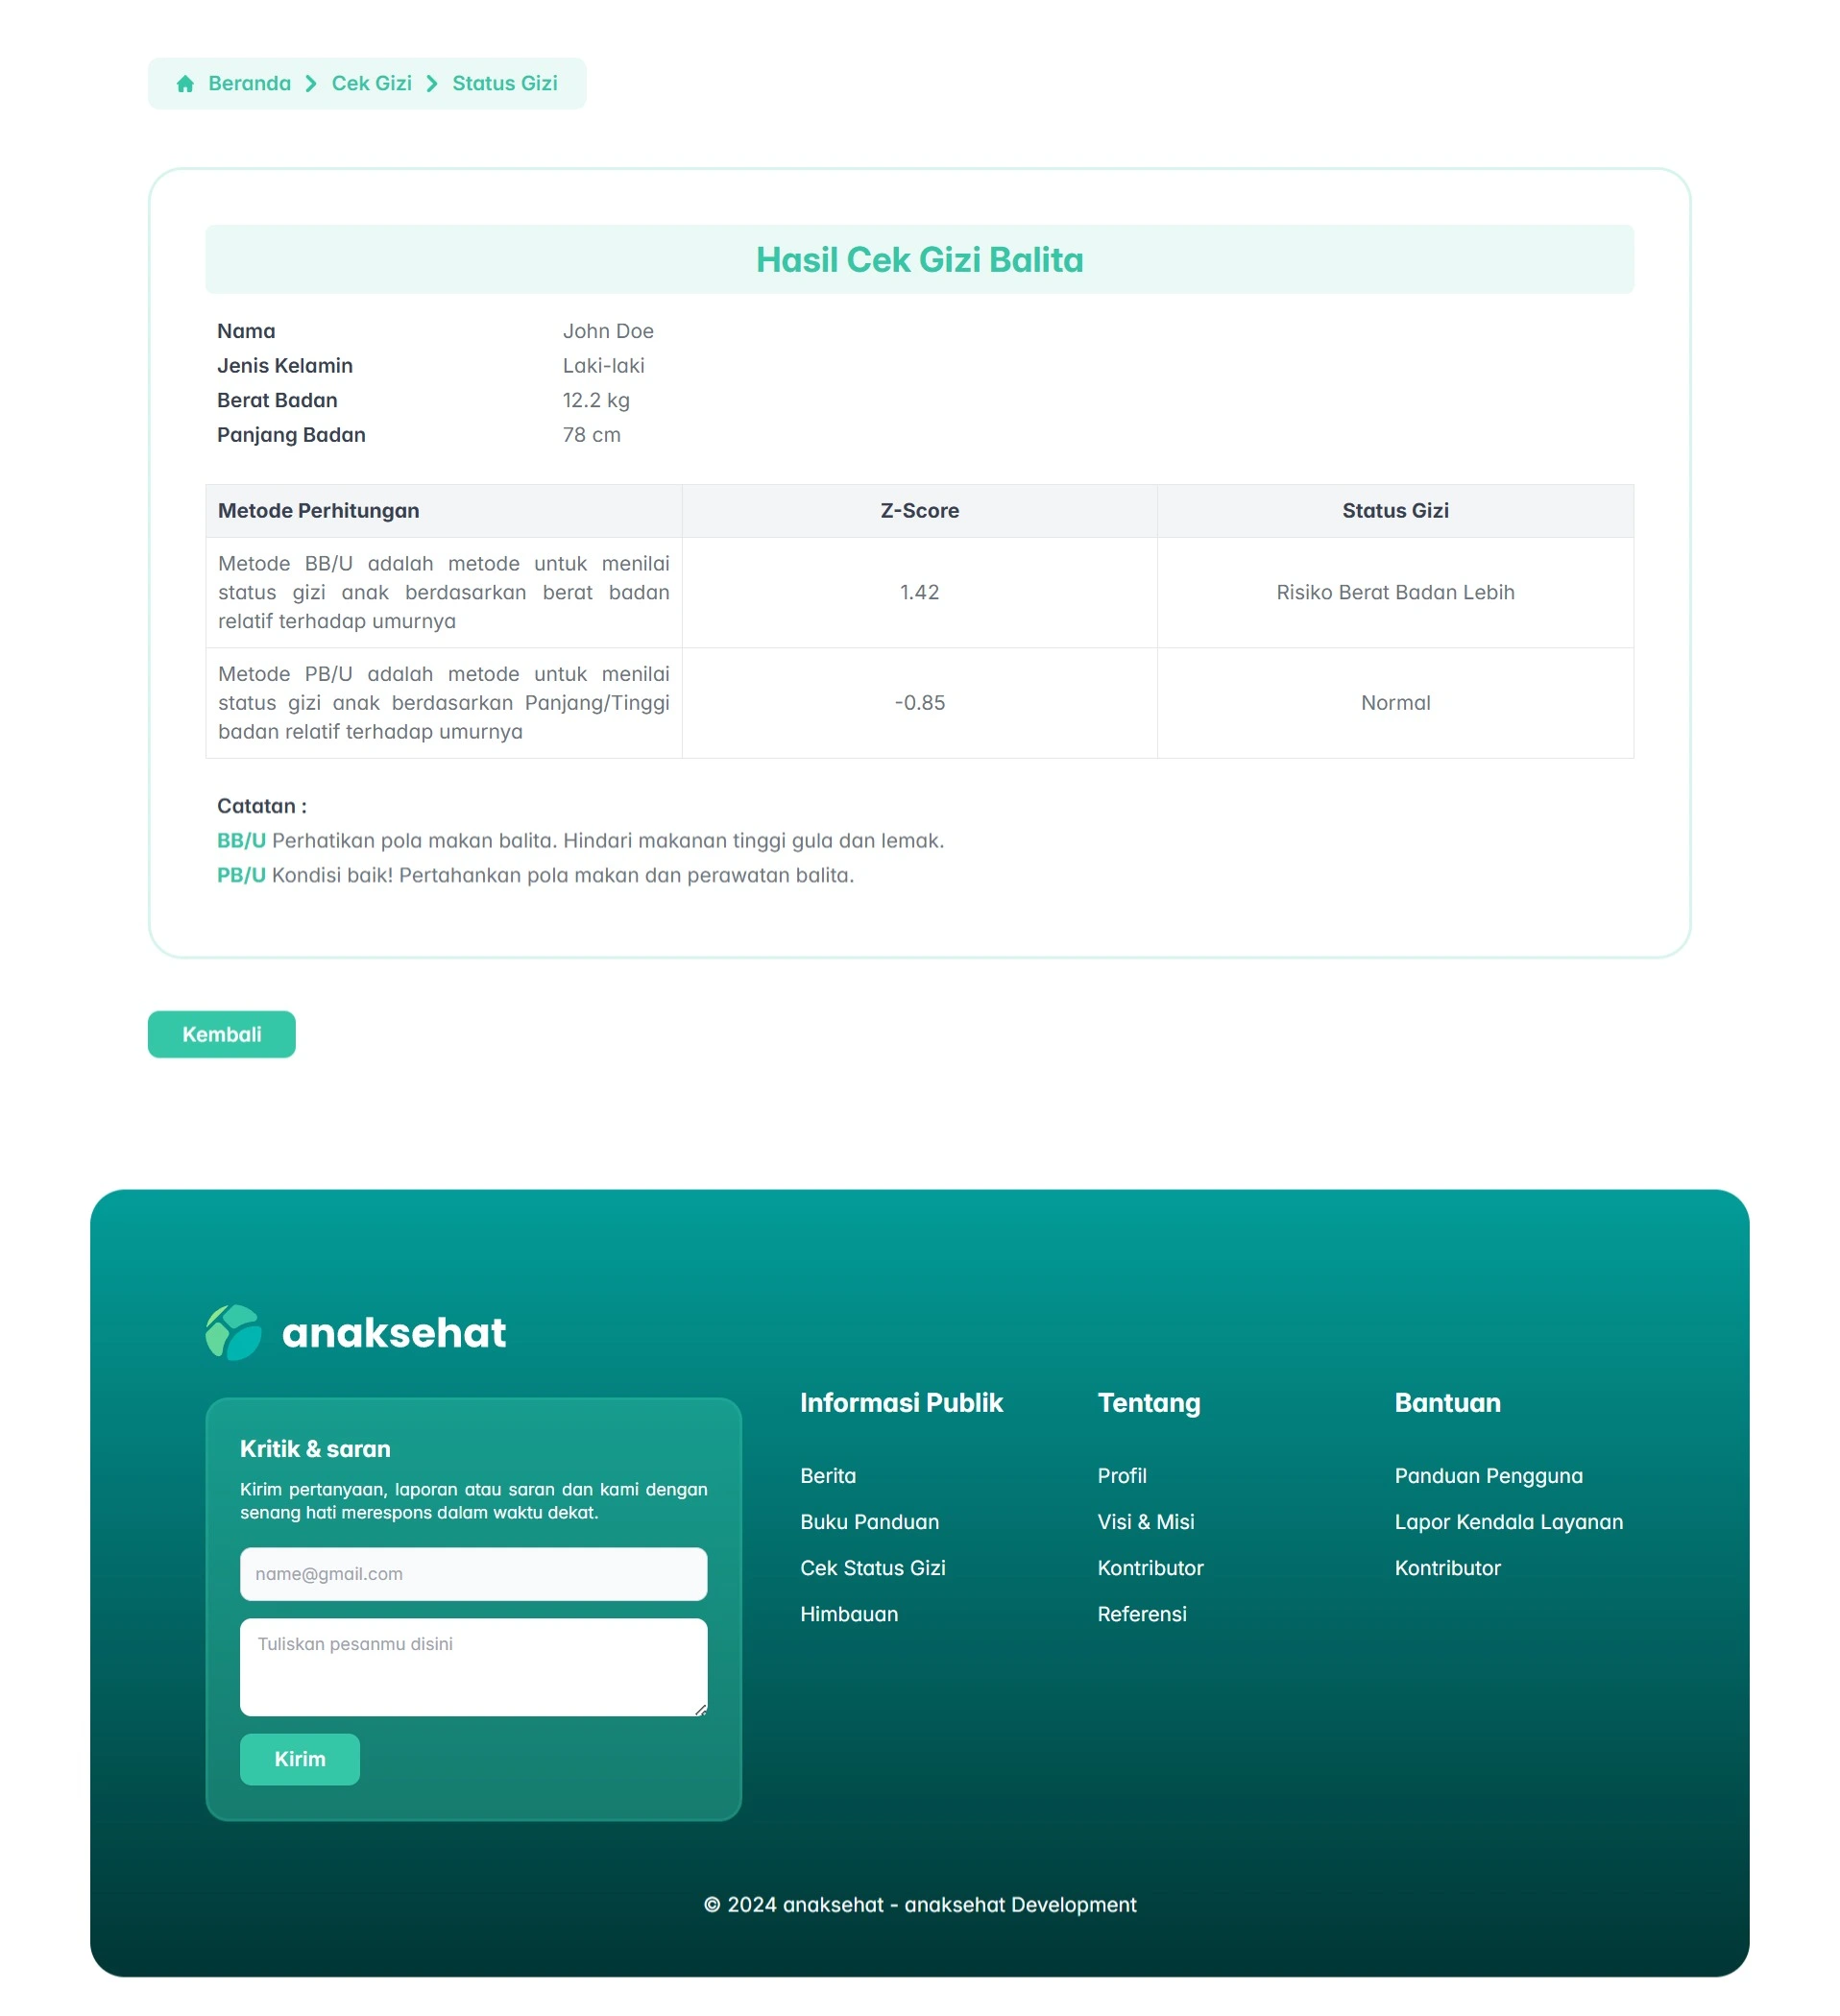 Beranda > Cek Gizi > Status Gizi
Hasil Cek Gizi Balita
Nama John Doe
Jenis Kelamin Laki-laki
Berat Badan 12.2 kg
Panjang Badan 78 cm
Metode Perhitungan Z-Score Status Gizi
Metode BB/U adalah metode untuk menilai
status gizi anak berdasarkan berat badan
relatif terhadap umurnya
1.42
Risiko Berat Badan Lebih
Metode PB/U adalah metode untuk menilai
status gizi anak berdasarkan Panjang/Tinggi
badan relatif terhadap umurnya
-0.85
Normal
Catatan :
BB/U Perhatikan pola makan balita. Hindari makanan tinggi gula dan lemak.
PB/U Kondisi baik! Pertahankan pola makan dan perawatan balita.
Kembali
anaksehat
Kritik & saran
Kirim pertanyaan, laporan atau saran dan kami dengan
senang hati merespons dalam waktu dekat.
name@gmail.com
Tuliskan pesanmu disini
Kirim
Informasi Publik
Berita
Buku Panduan
Cek Status Gizi
Himbauan
Tentang
Profil
Visi & Misi
Kontributor
Referensi
Bantuan
Panduan Pengguna
Lapor Kendala Layanan
Kontributor
© 2024 anaksehat - anaksehat Development